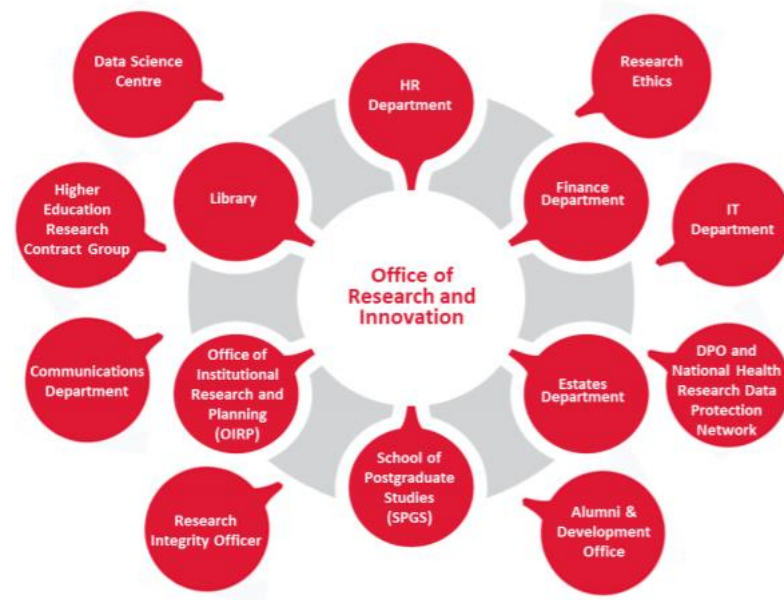 Data Science
Centre
HR
Department
Research
Ethics
Higher
Education
Research
Contract Group
Library
Finance
Department
IT
Department
Office of
Research and
Innovation
Communications
Department
Office of
Institutional
Research and
Planning
(OIRP)
Estates
Department
DPO and
National Health
Research Data
Protection
Network
School of
Postgraduate
Studies
(SPGS)
Research
Integrity Officer
Alumni &
Development
Office